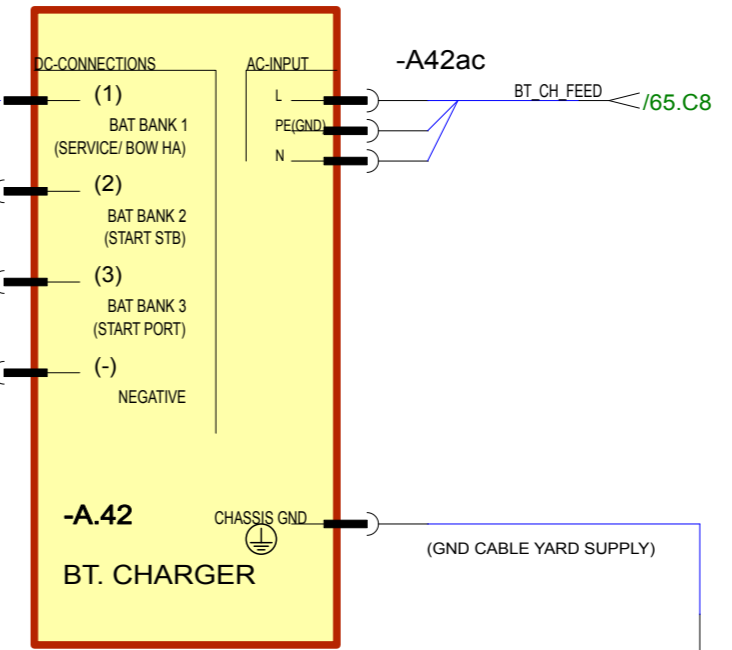 -A42ac
DC-CONNECTIONS
AC-INPUT
(1)
BAT BANK 1
(SERVICE/ BOW HA)
L
PE(GND)
N
BT_CH_FEED
/65.C8
(2)
BAT BANK 2
(START STB)
(3)
BAT BANK 3
(START PORT)
(-)
NEGATIVE
-A.42
CHASSIS GND
(GND CABLE YARD SUPPLY)
BT. CHARGER